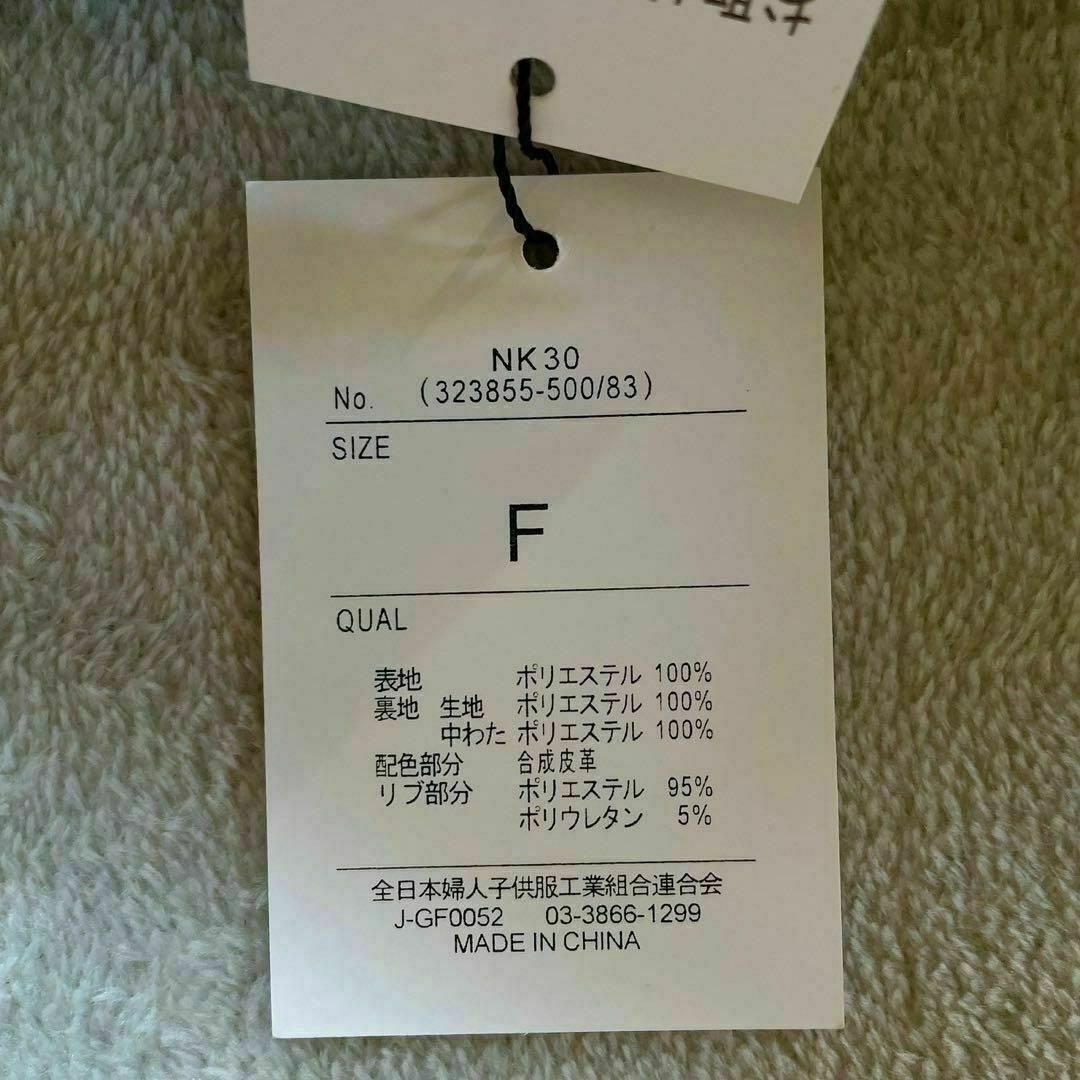 NK30
No. (323855-500/83)
SIZE
F
QUAL
表地 ポリエステル 100%
裏地 生地 ポリエステル 100%
中わた ポリエステル 100%
配色部分 合成皮革
リブ部分 ポリエステル 95%
ポリウレタン 5%
全日本婦人子供服工業組合連合会
J-GF0052 03-3866-1299
MADE IN CHINA